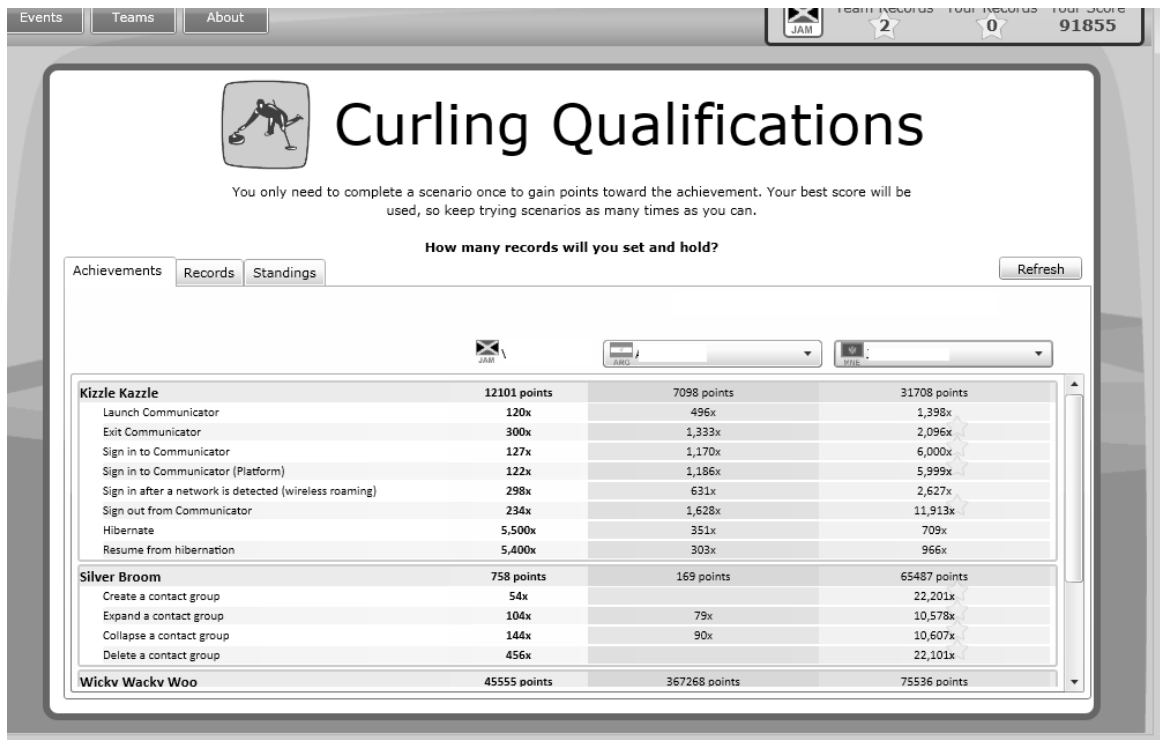 Events Teams About Team Records Your Records Your Score
JAM 2 0 91855
Curling Qualifications
You only need to complete a scenario once to gain points toward the achievement. Your best score will be
used, so keep trying scenarios as many times as you can.
How many records will you set and hold?
Achievements Records Standings Refresh
JAM ARG MNE
Kizzle Kazzle 12101 points 7098 points 31708 points
Launch Communicator 120x 496x 1,398x
Exit Communicator 300x 1,333x 2,096x
Sign in to Communicator 127x 1,170x 6,000x
Sign in to Communicator (Platform) 122x 1,186x 5,999x
Sign in after a network is detected (wireless roaming) 298x 631x 2,627x
Sign out from Communicator 234x 1,628x 11,913x
Hibernate 5,500x 351x 709x
Resume from hibernation 5,400x 303x 966x
Silver Broom 758 points 169 points 65487 points
Create a contact group 54x 22,201x
Expand a contact group 104x 79x 10,578x
Collapse a contact group 144x 90x 10,607x
Delete a contact group 456x 22,101x
Wicky Wacky Woo 45555 points 367268 points 75536 points